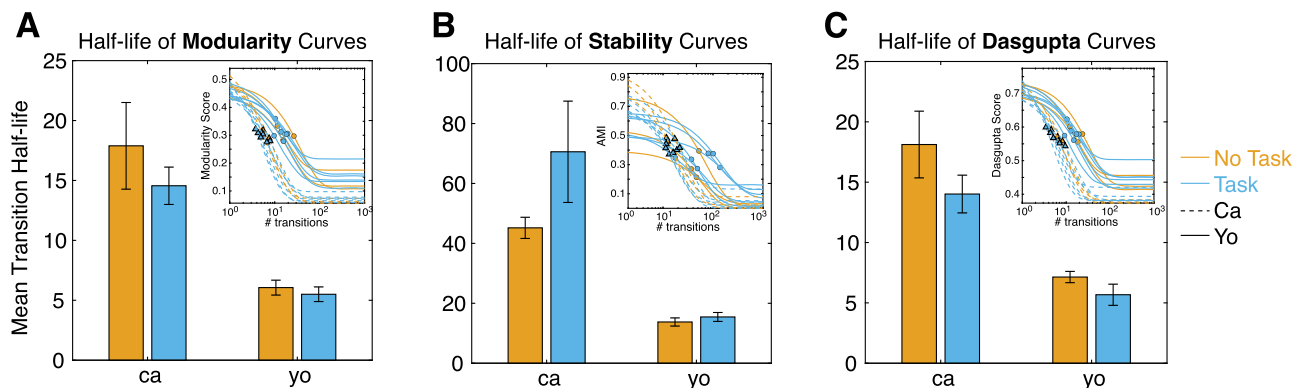 A
Half-life of Modularity Curves
Mean Transition Half-life
25
20
15
10
5
0
ca
yo
Modularity Score
0.5
0.4
0.3
0.2
0.1
10^0
10^1
10^2
10^3
# transitions
B
Half-life of Stability Curves
100
80
60
40
20
0
ca
yo
AMI
0.9
0.7
0.5
0.3
0.1
10^0
10^1
10^2
10^3
# transitions
C
Half-life of Dasgupta Curves
25
20
15
10
5
0
ca
yo
Dasgupta Score
0.7
0.6
0.5
0.4
10^0
10^1
10^2
10^3
# transitions
No Task
Task
Ca
Yo